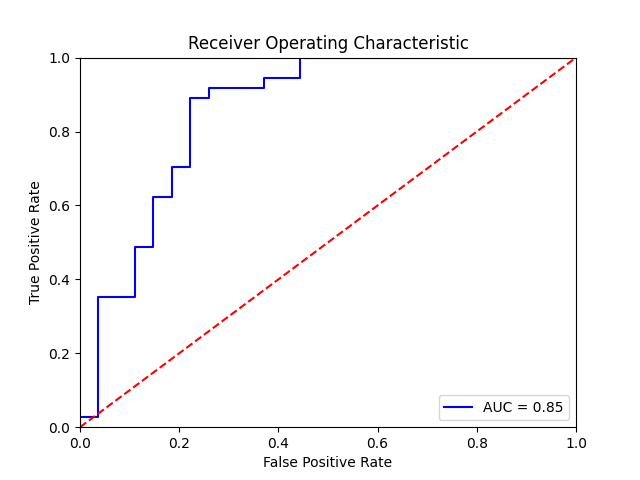 Receiver Operating Characteristic
True Positive Rate
1.0
0.8
0.6
0.4
0.2
0.0
AUC = 0.85
0.0 0.2 0.4 0.6 0.8 1.0
False Positive Rate